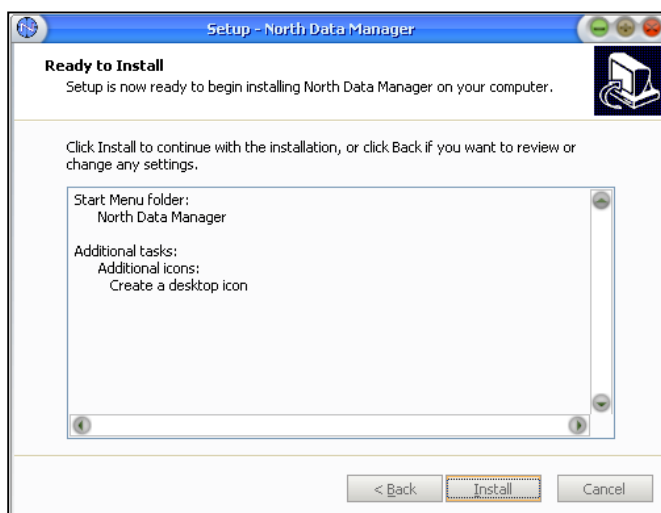 Setup - North Data Manager
Ready to Install
Setup is now ready to begin installing North Data Manager on your computer.
Click Install to continue with the installation, or click Back if you want to review or
change any settings.
Start Menu folder:
North Data Manager
Additional tasks:
Additional icons:
Create a desktop icon
< Back
Install
Cancel